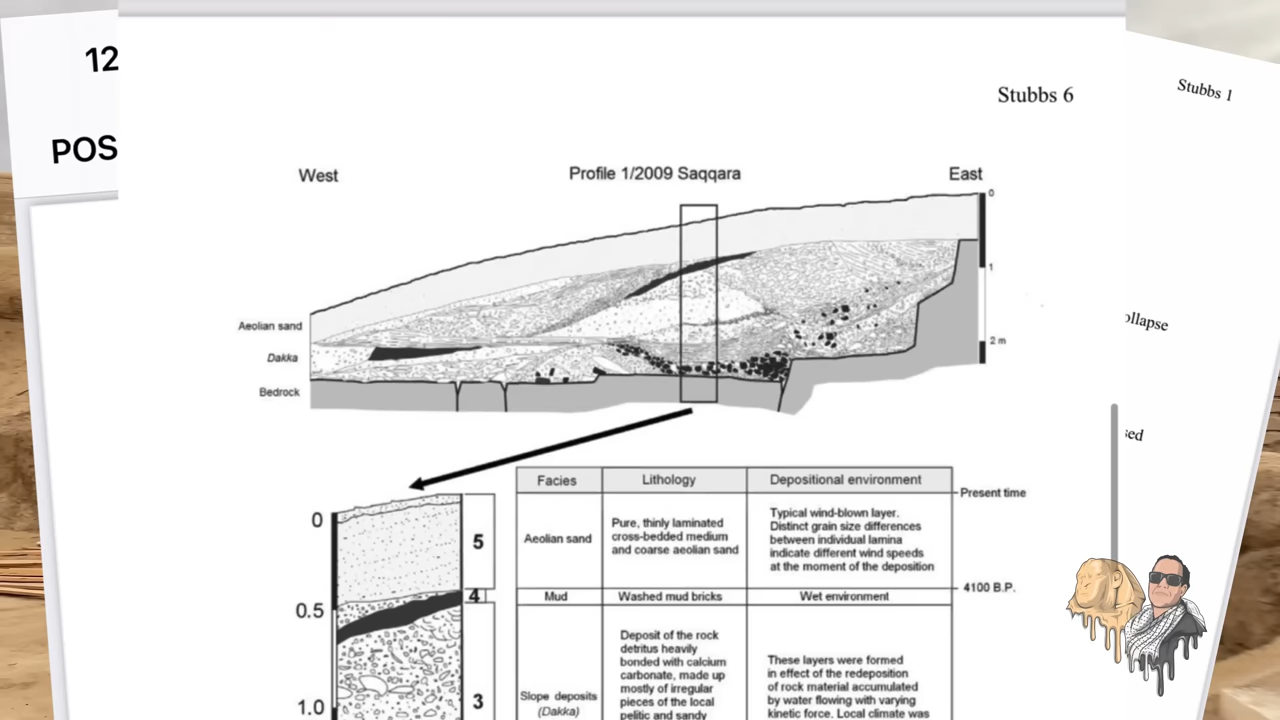 12
POS
Stubbs 6
Stubbs 1
West
Profile 1/2009 Saqqara
East
0
1
2 m
Aeolian sand
Dakka
Bedrock
ollapse
sed
Facies
Lithology
Depositional environment
Present time
0
5
Aeolian sand
Pure, thinly laminated
cross-bedded medium
and coarse aeolian sand
Typical wind-blown layer.
Distinct grain size differences
between individual lamina
indicate different wind speeds
at the moment of the deposition
4100 B.P.
4
Mud
Washed mud bricks
Wet environment
0.5
3
1.0
Slope deposits
(Dakka)
Deposit of the rock
detritus heavily
bonded with calcium
carbonate, made up
mostly of irregular
pieces of the local
pelitic and sandy
These layers were formed
in effect of the redeposition
of rock material accumulated
by water flowing with varying
kinetic force. Local climate was